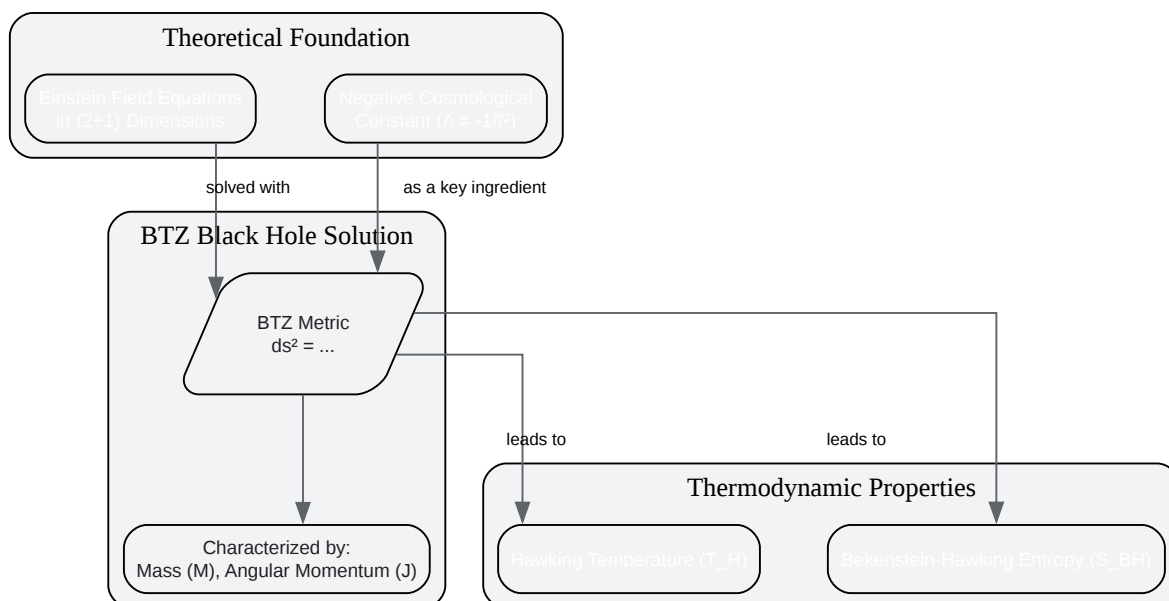 Theoretical Foundation
Einstein Field Equations
in (2+1) Dimensions
Negative Cosmological
Constant (Λ = -1/ℓ²)
solved with
as a key ingredient
BTZ Black Hole Solution
BTZ Metric
ds² = ...
leads to
leads to
Thermodynamic Properties
Characterized by:
Mass (M), Angular Momentum (J)
Hawking Temperature (T_H)
Bekenstein-Hawking Entropy (S_BH)